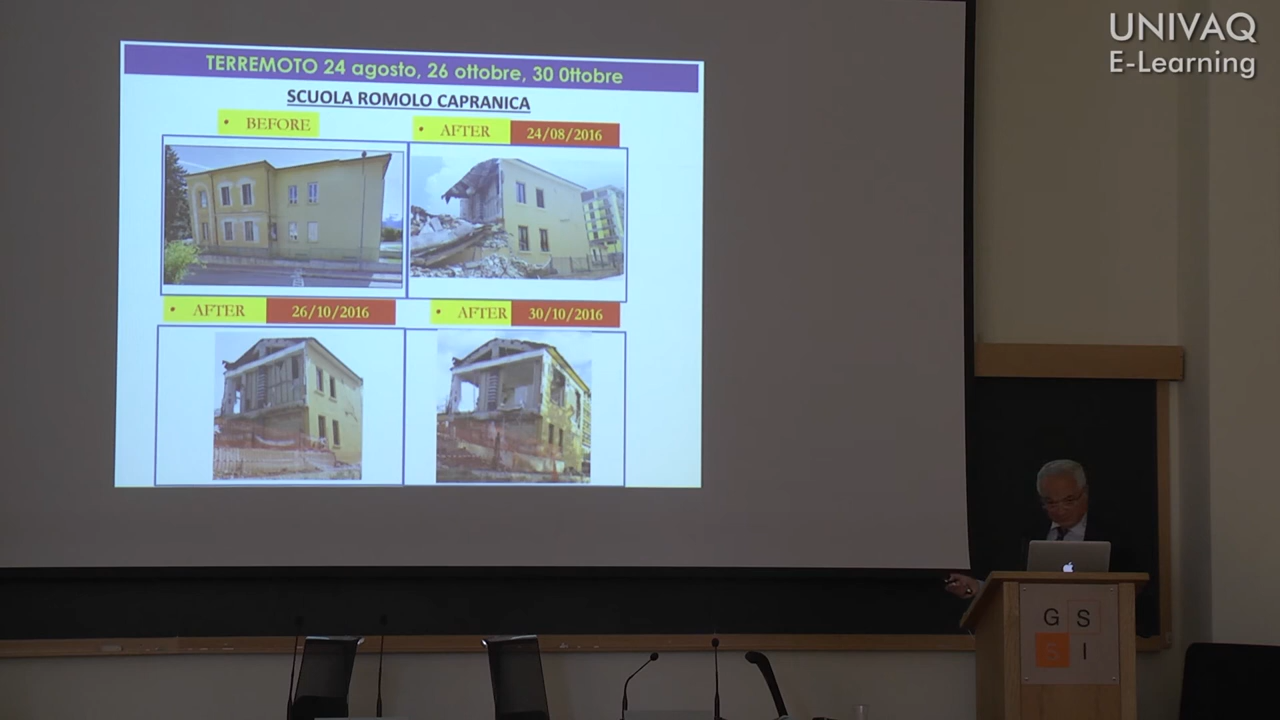 UNIVAQ
E-Learning
TERREMOTO 24 agosto, 26 ottobre, 30 0ttobre
SCUOLA ROMOLO CAPRANICA
• BEFORE
• AFTER 24/08/2016
• AFTER 26/10/2016
• AFTER 30/10/2016
G S
S I